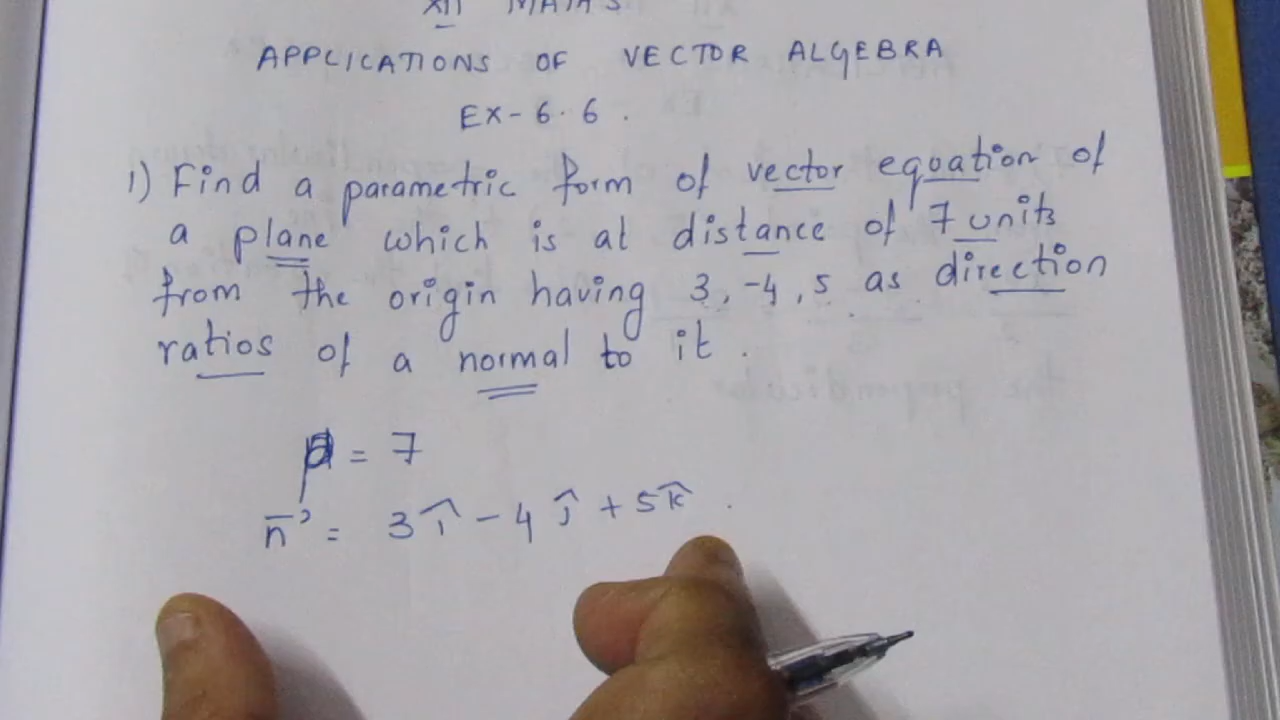 XII MATHS
APPLICATIONS OF VECTOR ALGEBRA
EX-6.6.
1) Find a parametric form of vector equation of
a plane which is at distance of 7 units
from the origin having 3, -4, 5 as direction
ratios of a normal to it.
p = 7
n⃗ = 3î - 4ĵ + 5k̂